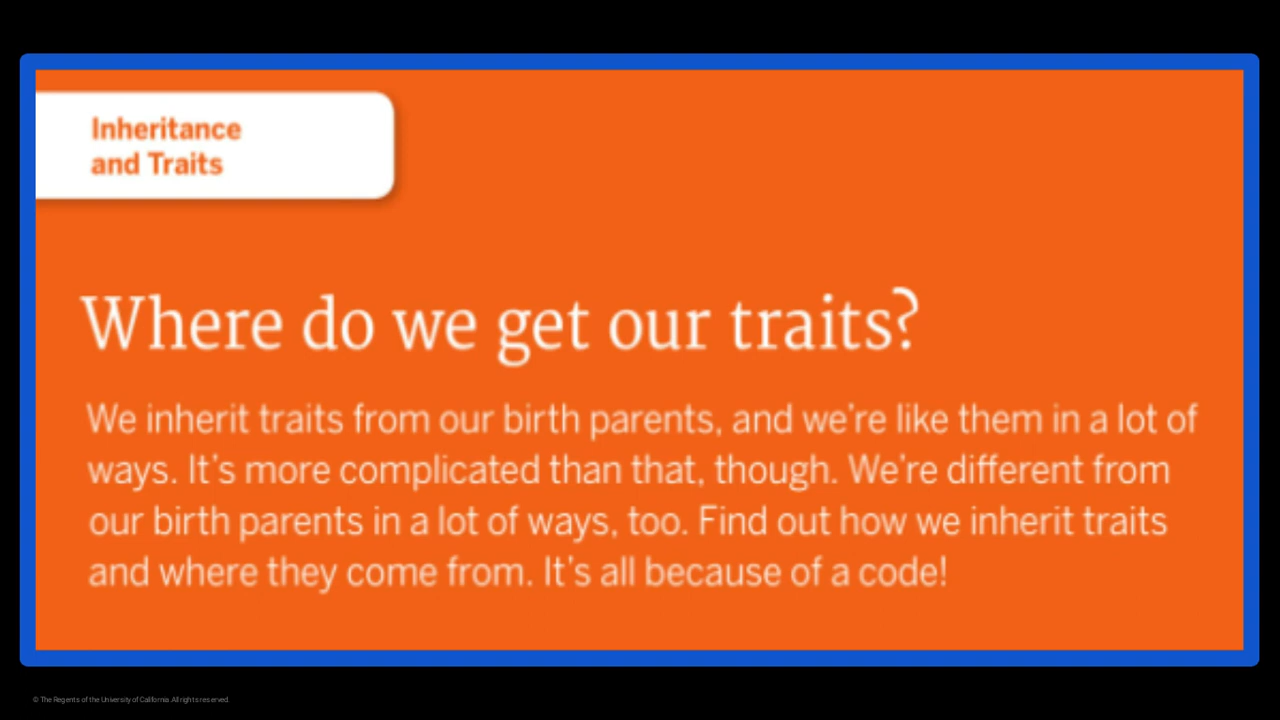 Inheritance
and Traits
Where do we get our traits?
We inherit traits from our birth parents, and we're like them in a lot of
ways. It's more complicated than that, though. We're different from
our birth parents in a lot of ways, too. Find out how we inherit traits
and where they come from. It's all because of a code!
© The Regents of the University of California All rights reserved.